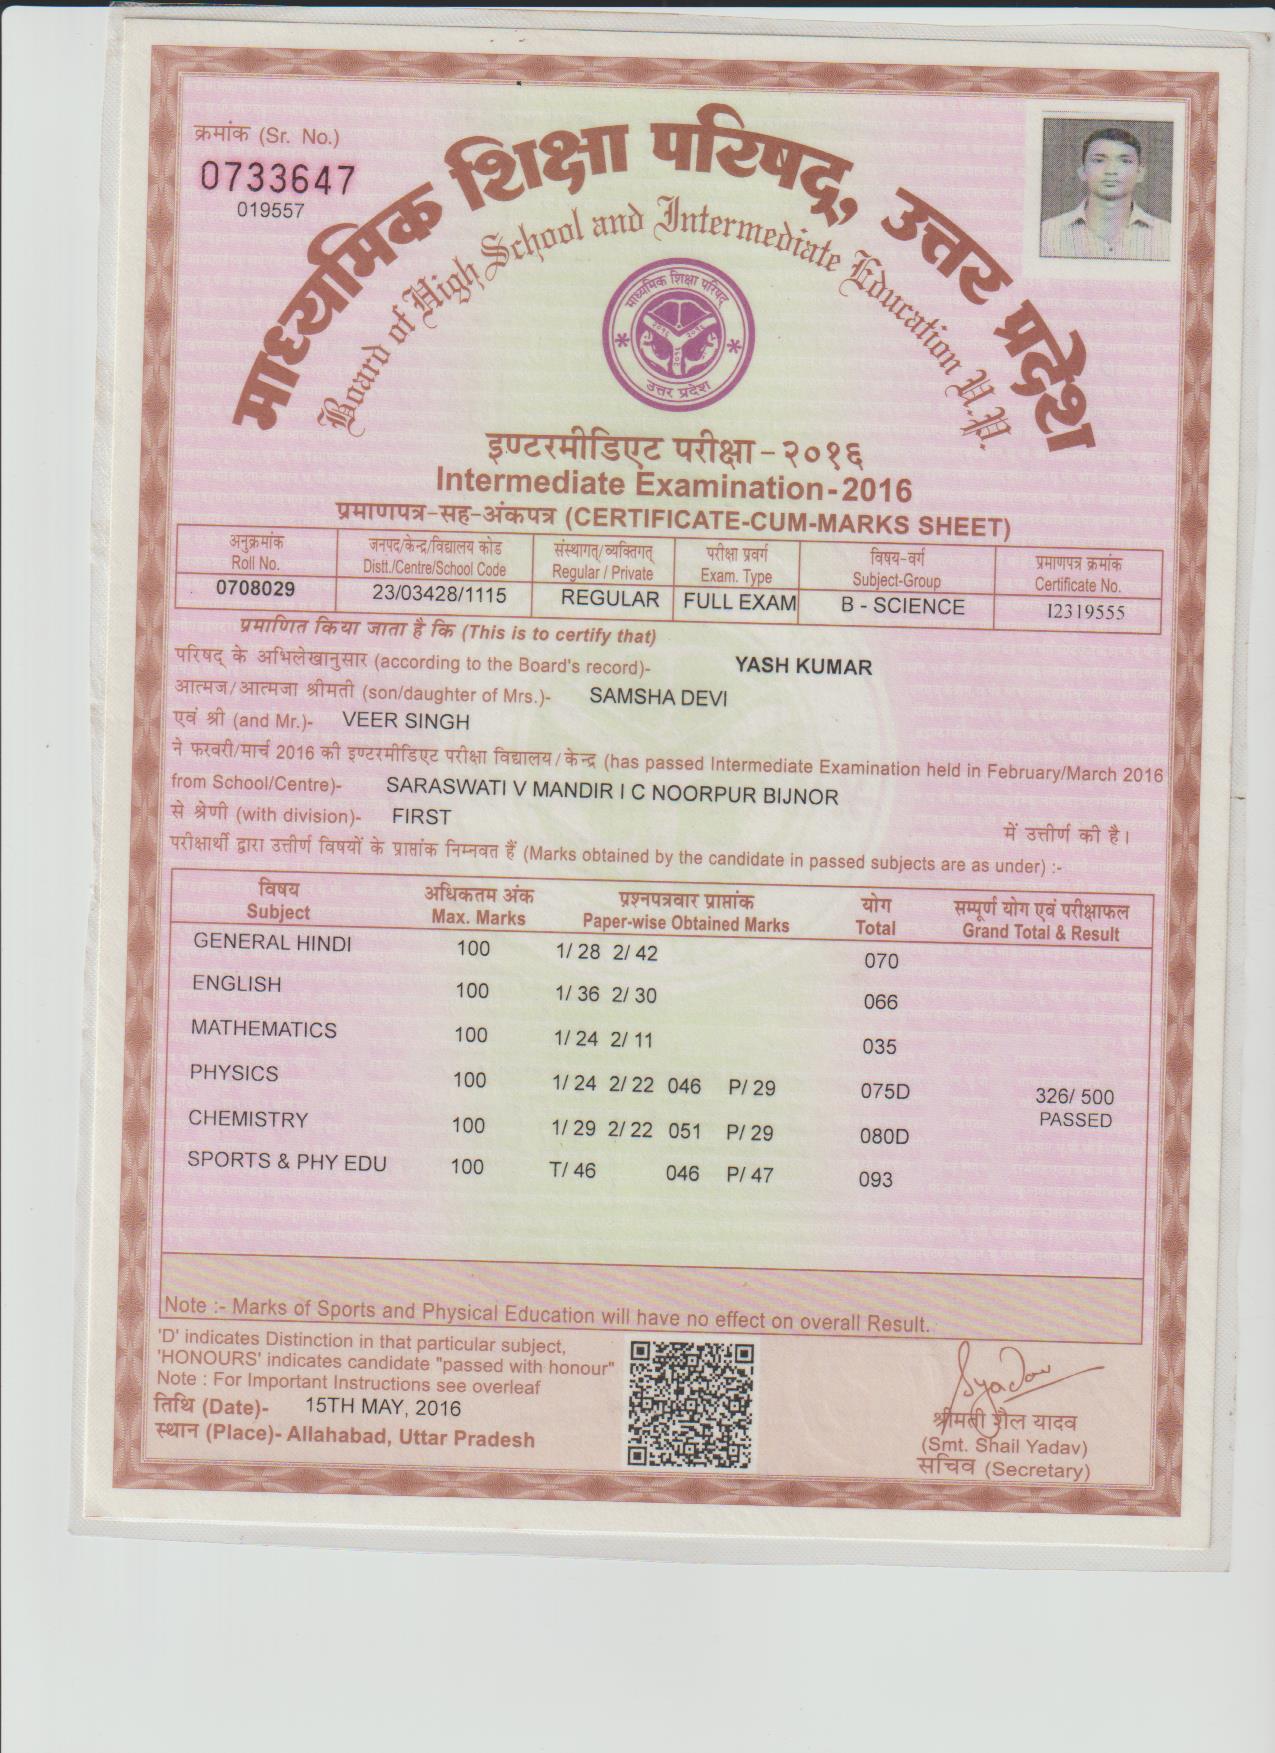 क्रमांक (Sr. No.)
0733647
019557
माध्यमिक शिक्षा परिषद्, उत्तर प्रदेश
Board of High School and Intermediate Education U.P.
माध्यमिक शिक्षा परिषद्
उत्तर प्रदेश
इण्टरमीडिएट परीक्षा-२०१६
Intermediate Examination-2016
प्रमाणपत्र-सह-अंकपत्र (CERTIFICATE-CUM-MARKS SHEET)
अनुक्रमांक जनपद/केन्द्र/विद्यालय कोड संस्थागत्/व्यक्तिगत् परीक्षा प्रवर्ग विषय-वर्ग प्रमाणपत्र क्रमांक
Roll No. Distt./Centre/School Code Regular / Private Exam. Type Subject-Group Certificate No.
0708029 23/03428/1115 REGULAR FULL EXAM B - SCIENCE 12319555
प्रमाणित किया जाता है कि (This is to certify that)
परिषद् के अभिलेखानुसार (according to the Board's record)- YASH KUMAR
आत्मज/आत्मजा श्रीमती (son/daughter of Mrs.)- SAMSHA DEVI
एवं श्री (and Mr.)- VEER SINGH
ने फरवरी/मार्च 2016 की इण्टरमीडिएट परीक्षा विद्यालय/केन्द्र (has passed Intermediate Examination held in February/March 2016
from School/Centre)- SARASWATI V MANDIR I C NOORPUR BIJNOR
से श्रेणी (with division)- FIRST में उत्तीर्ण की है।
परीक्षार्थी द्वारा उत्तीर्ण विषयों के प्राप्तांक निम्नवत हैं (Marks obtained by the candidate in passed subjects are as under) :-
विषय अधिकतम अंक प्रश्नपत्रवार प्राप्तांक योग सम्पूर्ण योग एवं परीक्षाफल
Subject Max. Marks Paper-wise Obtained Marks Total Grand Total & Result
GENERAL HINDI 100 1/ 28 2/ 42 070
ENGLISH 100 1/ 36 2/ 30 066
MATHEMATICS 100 1/ 24 2/ 11 035
PHYSICS 100 1/ 24 2/ 22 046 P/ 29 075D 326/ 500
CHEMISTRY 100 1/ 29 2/ 22 051 P/ 29 080D PASSED
SPORTS & PHY EDU 100 T/ 46 046 P/ 47 093
Note :- Marks of Sports and Physical Education will have no effect on overall Result.
'D' indicates Distinction in that particular subject,
'HONOURS' indicates candidate "passed with honour"
Note : For Important Instructions see overleaf
तिथि (Date)- 15TH MAY, 2016
स्थान (Place)- Allahabad, Uttar Pradesh
SYadav
श्रीमती शैल यादव
(Smt. Shail Yadav)
सचिव (Secretary)